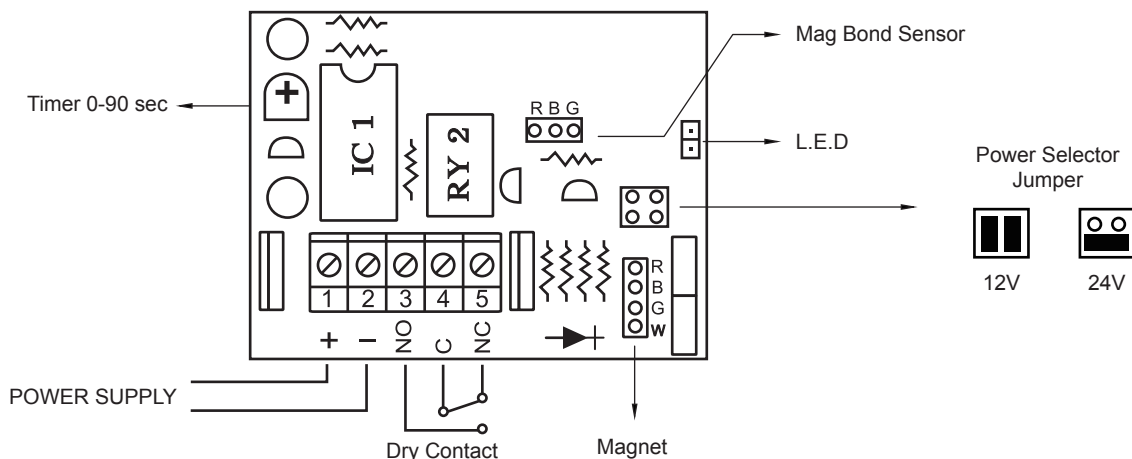 Mag Bond Sensor
Timer 0-90 sec
R B G
IC 1
RY 2
L.E.D
Power Selector
Jumper
12V
24V
R
B
G
W
1 2 3 4 5
+ − NO C NC
POWER SUPPLY
Dry Contact
Magnet